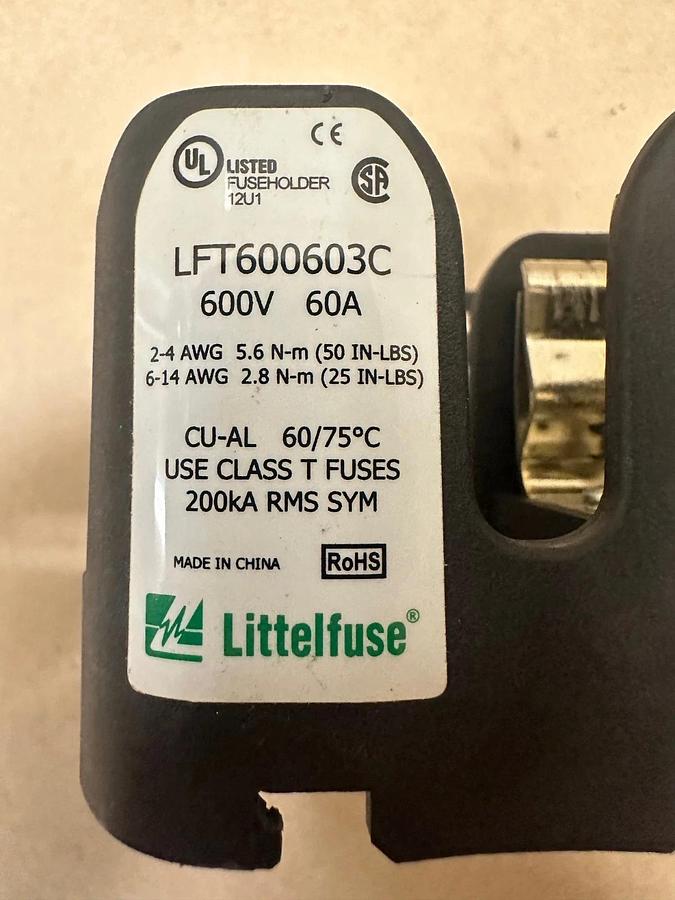 CE
UL LISTED
FUSEHOLDER
12U1
SA
LFT600603C
600V 60A
2-4 AWG 5.6 N-m (50 IN-LBS)
6-14 AWG 2.8 N-m (25 IN-LBS)
CU-AL 60/75°C
USE CLASS T FUSES
200kA RMS SYM
MADE IN CHINA RoHS
Littelfuse®